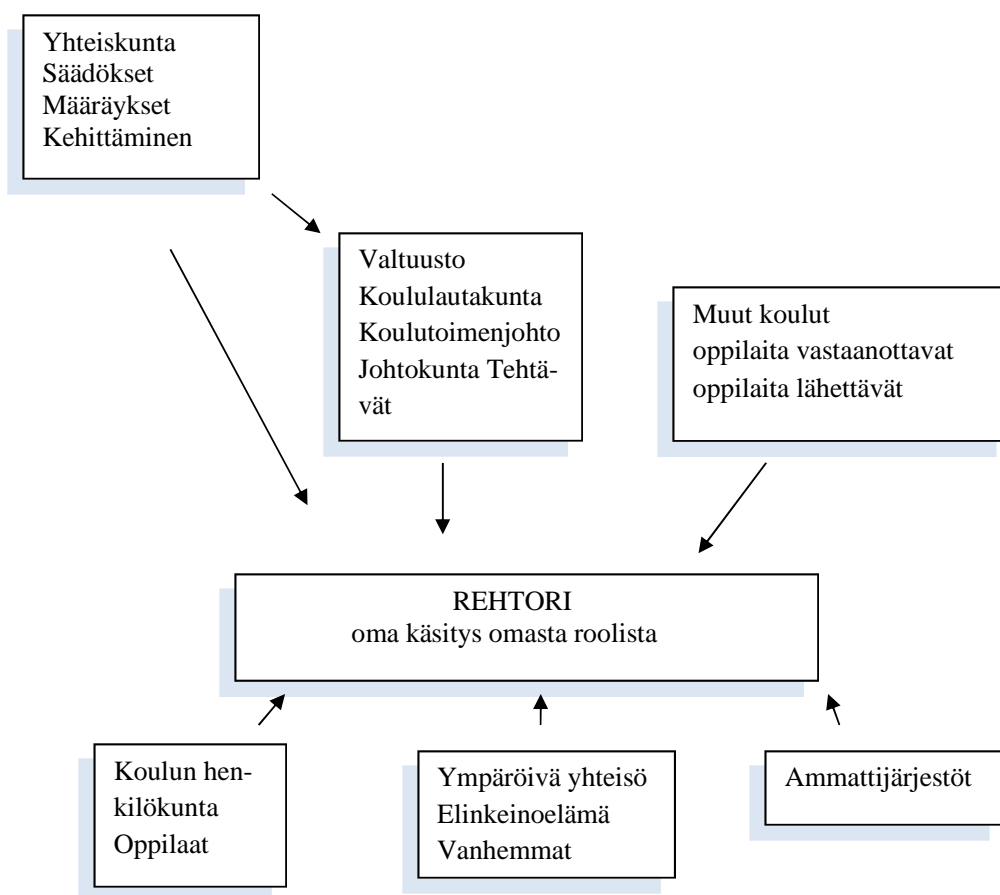 Yhteiskunta
Säädökset
Määräykset
Kehittäminen
Valtuusto
Koululautakunta
Koulutoimenjohto
Johtokunta Tehtä-
vät
Muut koulut
oppilaita vastaanottavat
oppilaita lähettävät
REHTORI
oma käsitys omasta roolista
Koulun hen-
kilökunta
Oppilaat
Ympäröivä yhteisö
Elinkeinoelämä
Vanhemmat
Ammattijärjestöt